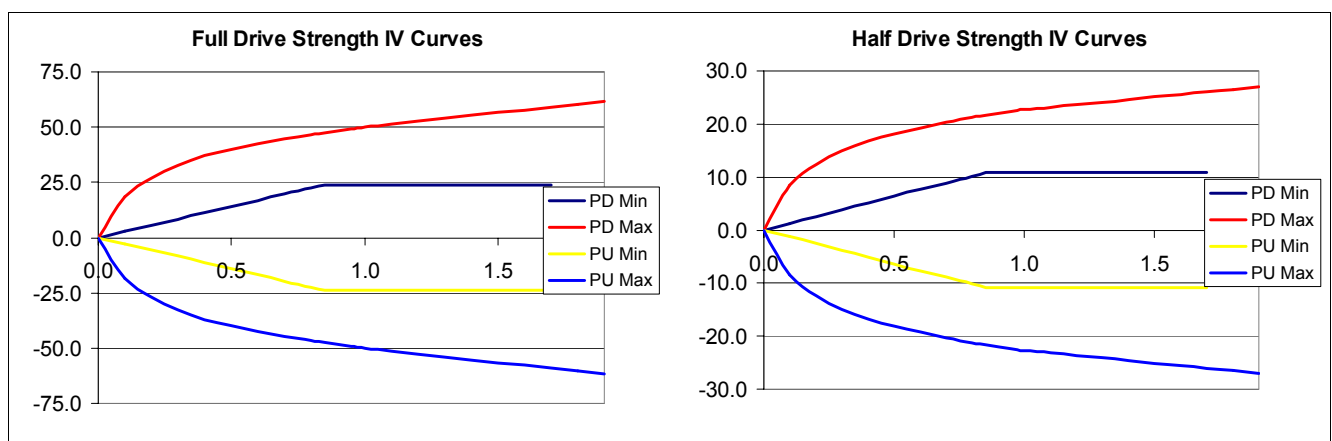 Full Drive Strength IV Curves
75.0
50.0
25.0
0.0
-25.0
-50.0
-75.0
0.0
0.5
1.0
1.5
PD Min
PD Max
PU Min
PU Max
Half Drive Strength IV Curves
30.0
20.0
10.0
0.0
-10.0
-20.0
-30.0
0.0
0.5
1.0
1.5
PD Min
PD Max
PU Min
PU Max